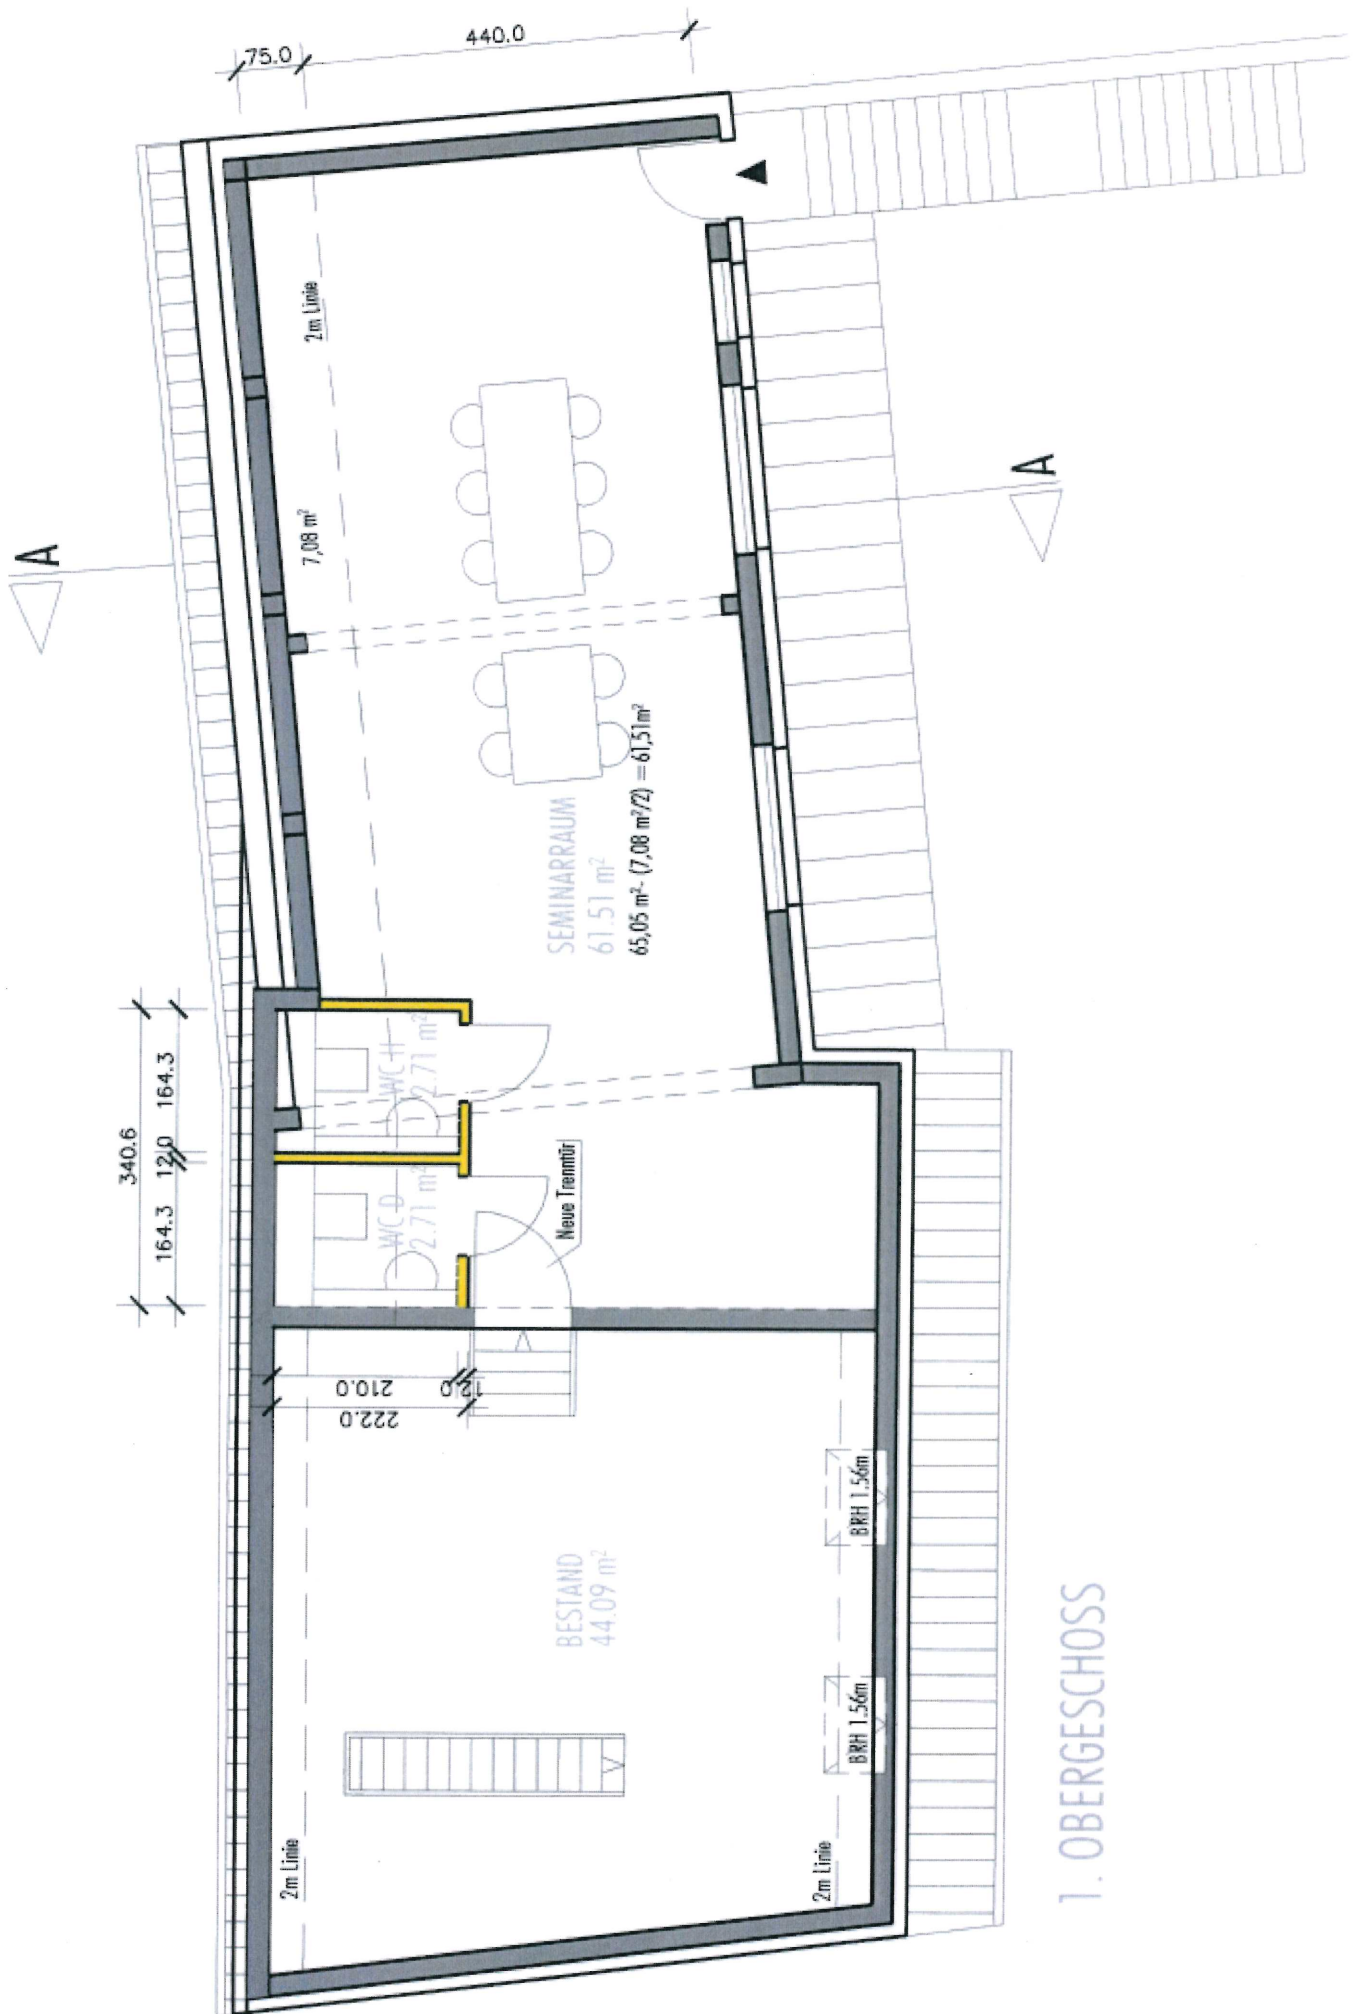 75.0
440.0
2m Linie
A
7,08 m²
A
SEMINARRAUM
61.51 m²
65,05 m²- (7,08 m²/2) =61,51m²
340.6
164.3
12.0
164.3
WC-H
2.71 m²
WC-D
2.71 m²
Neue Trenntür
210.0
12.0
222.0
BRH 1.56m
BESTAND
44.09 m²
BRH 1.56m
2m Linie
2m Linie
1. OBERGESCHOSS